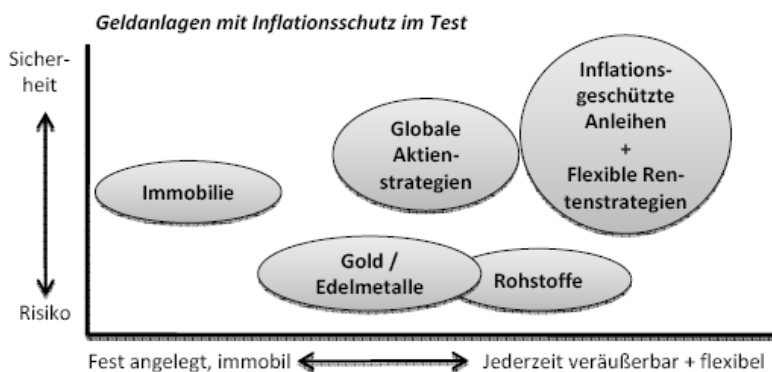 Geldanlagen mit Inflationsschutz im Test
Sicher-
heit
Risiko
Immobilie
Globale
Aktien-
strategien
Inflations-
geschützte
Anleihen
+
Flexible Ren-
tenstrategien
Gold /
Edelmetalle
Rohstoffe
Fest angelegt, immobil
Jederzeit veräußerbar + flexibel